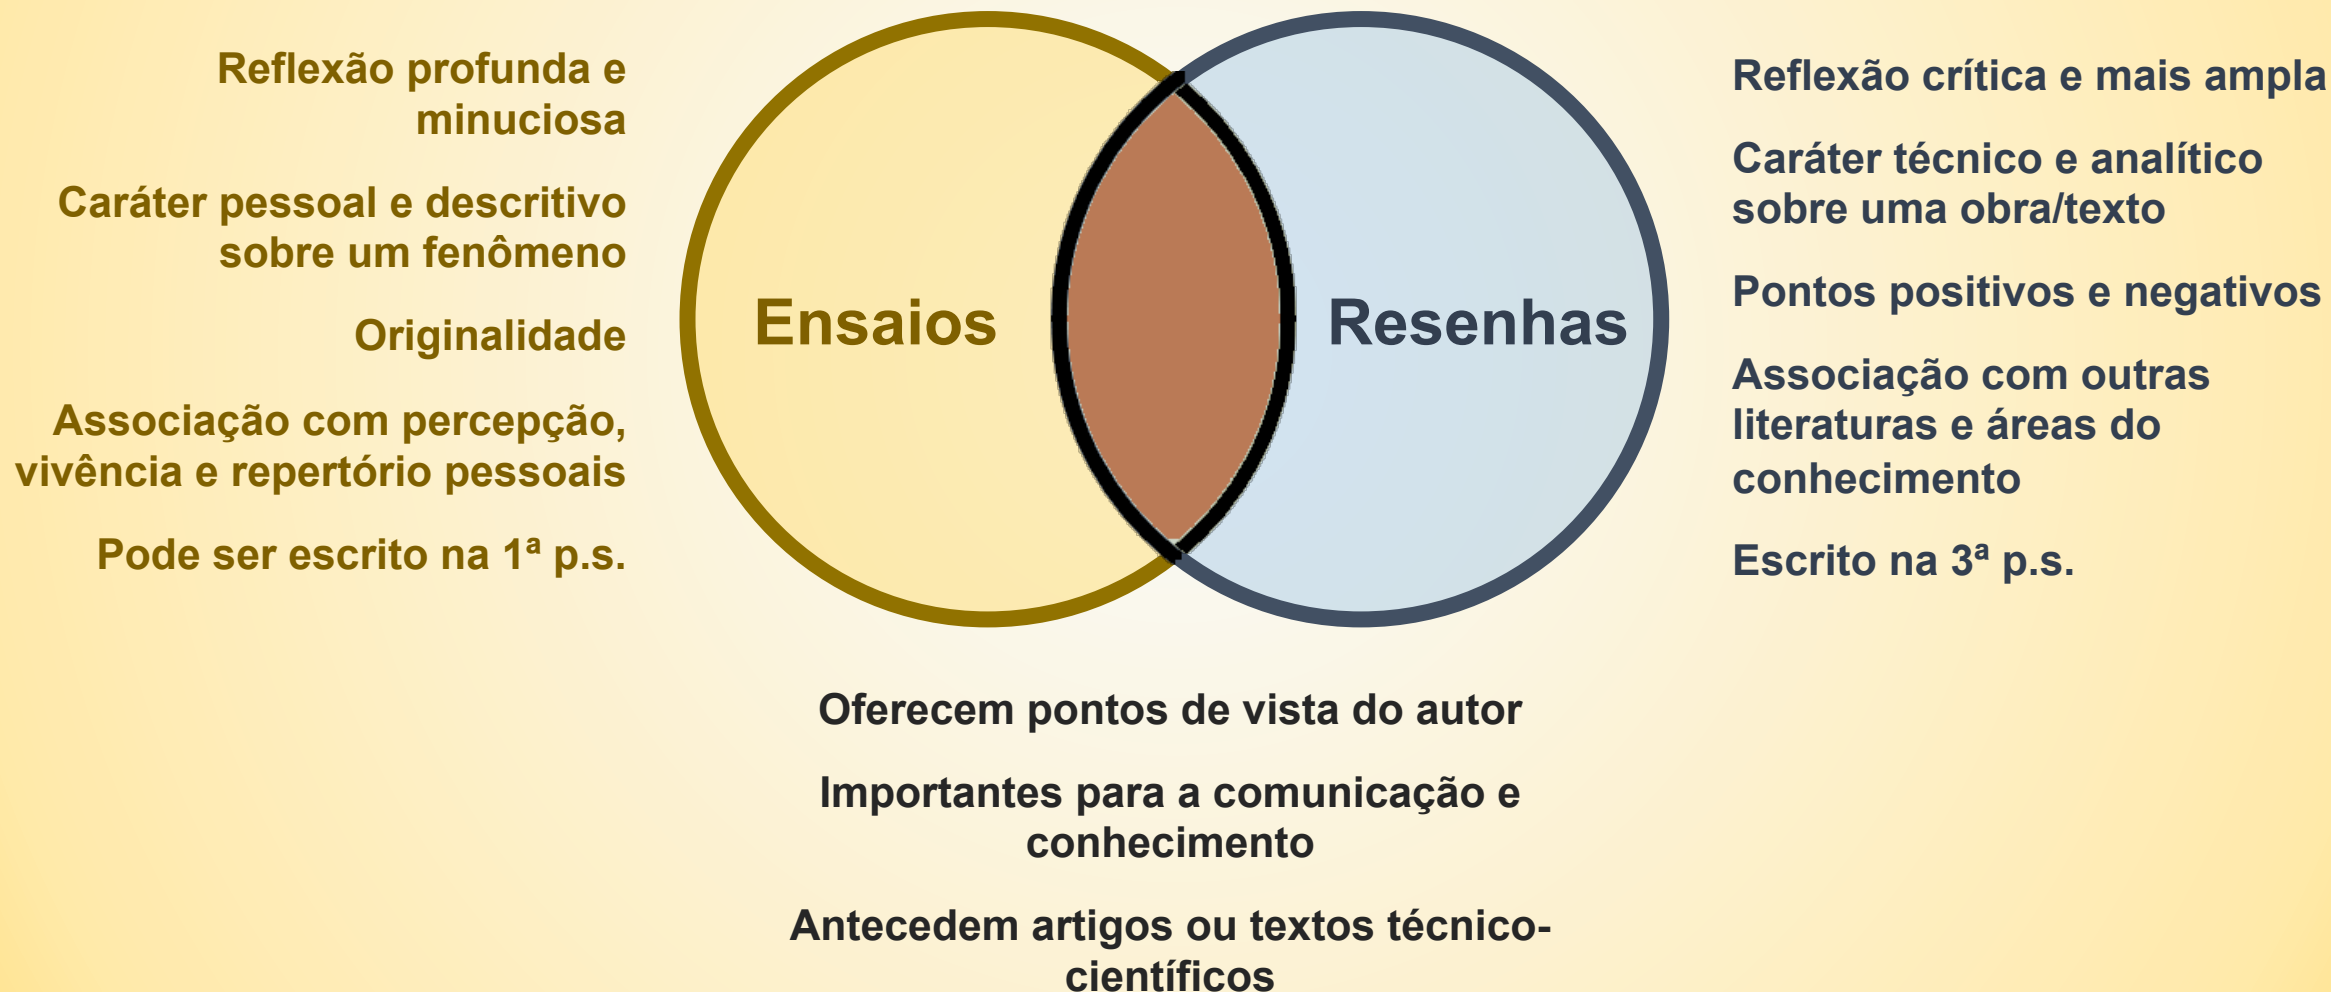 Reflexão profunda e
minuciosa
Caráter pessoal e descritivo
sobre um fenômeno
Originalidade
Associação com percepção,
vivência e repertório pessoais
Pode ser escrito na 1ª p.s.
Ensaios
Resenhas
Reflexão crítica e mais ampla
Caráter técnico e analítico
sobre uma obra/texto
Pontos positivos e negativos
Associação com outras
literaturas e áreas do
conhecimento
Escrito na 3ª p.s.
Oferecem pontos de vista do autor
Importantes para a comunicação e
conhecimento
Antecedem artigos ou textos técnico-
científicos